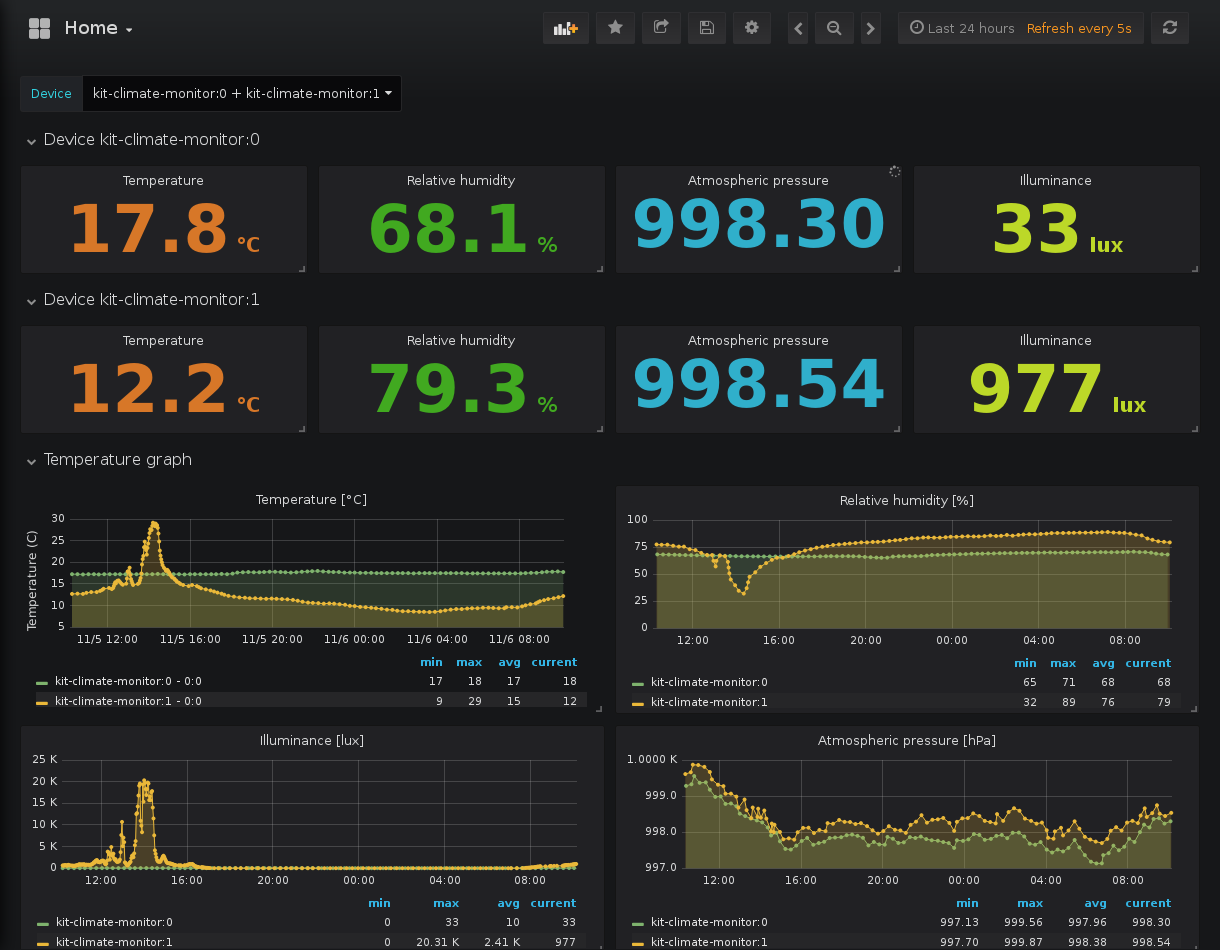 Home
Last 24 hours Refresh every 5s
Device kit-climate-monitor:0 + kit-climate-monitor:1
Device kit-climate-monitor:0
Temperature Relative humidity Atmospheric pressure Illuminance
17.8 °C 68.1 % 998.30 33 lux
Device kit-climate-monitor:1
Temperature Relative humidity Atmospheric pressure Illuminance
12.2 °C 79.3 % 998.54 977 lux
Temperature graph
Temperature [°C]
Temperature (C)
30
25
20
15
10
5
11/5 12:00 11/5 16:00 11/5 20:00 11/6 00:00 11/6 04:00 11/6 08:00
min max avg current
kit-climate-monitor:0 - 0:0 17 18 17 18
kit-climate-monitor:1 - 0:0 9 29 15 12
Relative humidity [%]
100
75
50
25
0
12:00 16:00 20:00 00:00 04:00 08:00
min max avg current
kit-climate-monitor:0 65 71 68 68
kit-climate-monitor:1 32 89 76 79
Illuminance [lux]
25 K
20 K
15 K
10 K
5 K
0
12:00 16:00 20:00 00:00 04:00 08:00
min max avg current
kit-climate-monitor:0 0 33 10 33
kit-climate-monitor:1 0 20.31 K 2.41 K 977
Atmospheric pressure [hPa]
1.0000 K
999.0
998.0
997.0
12:00 16:00 20:00 00:00 04:00 08:00
min max avg current
kit-climate-monitor:0 997.13 999.56 997.96 998.30
kit-climate-monitor:1 997.70 999.87 998.38 998.54